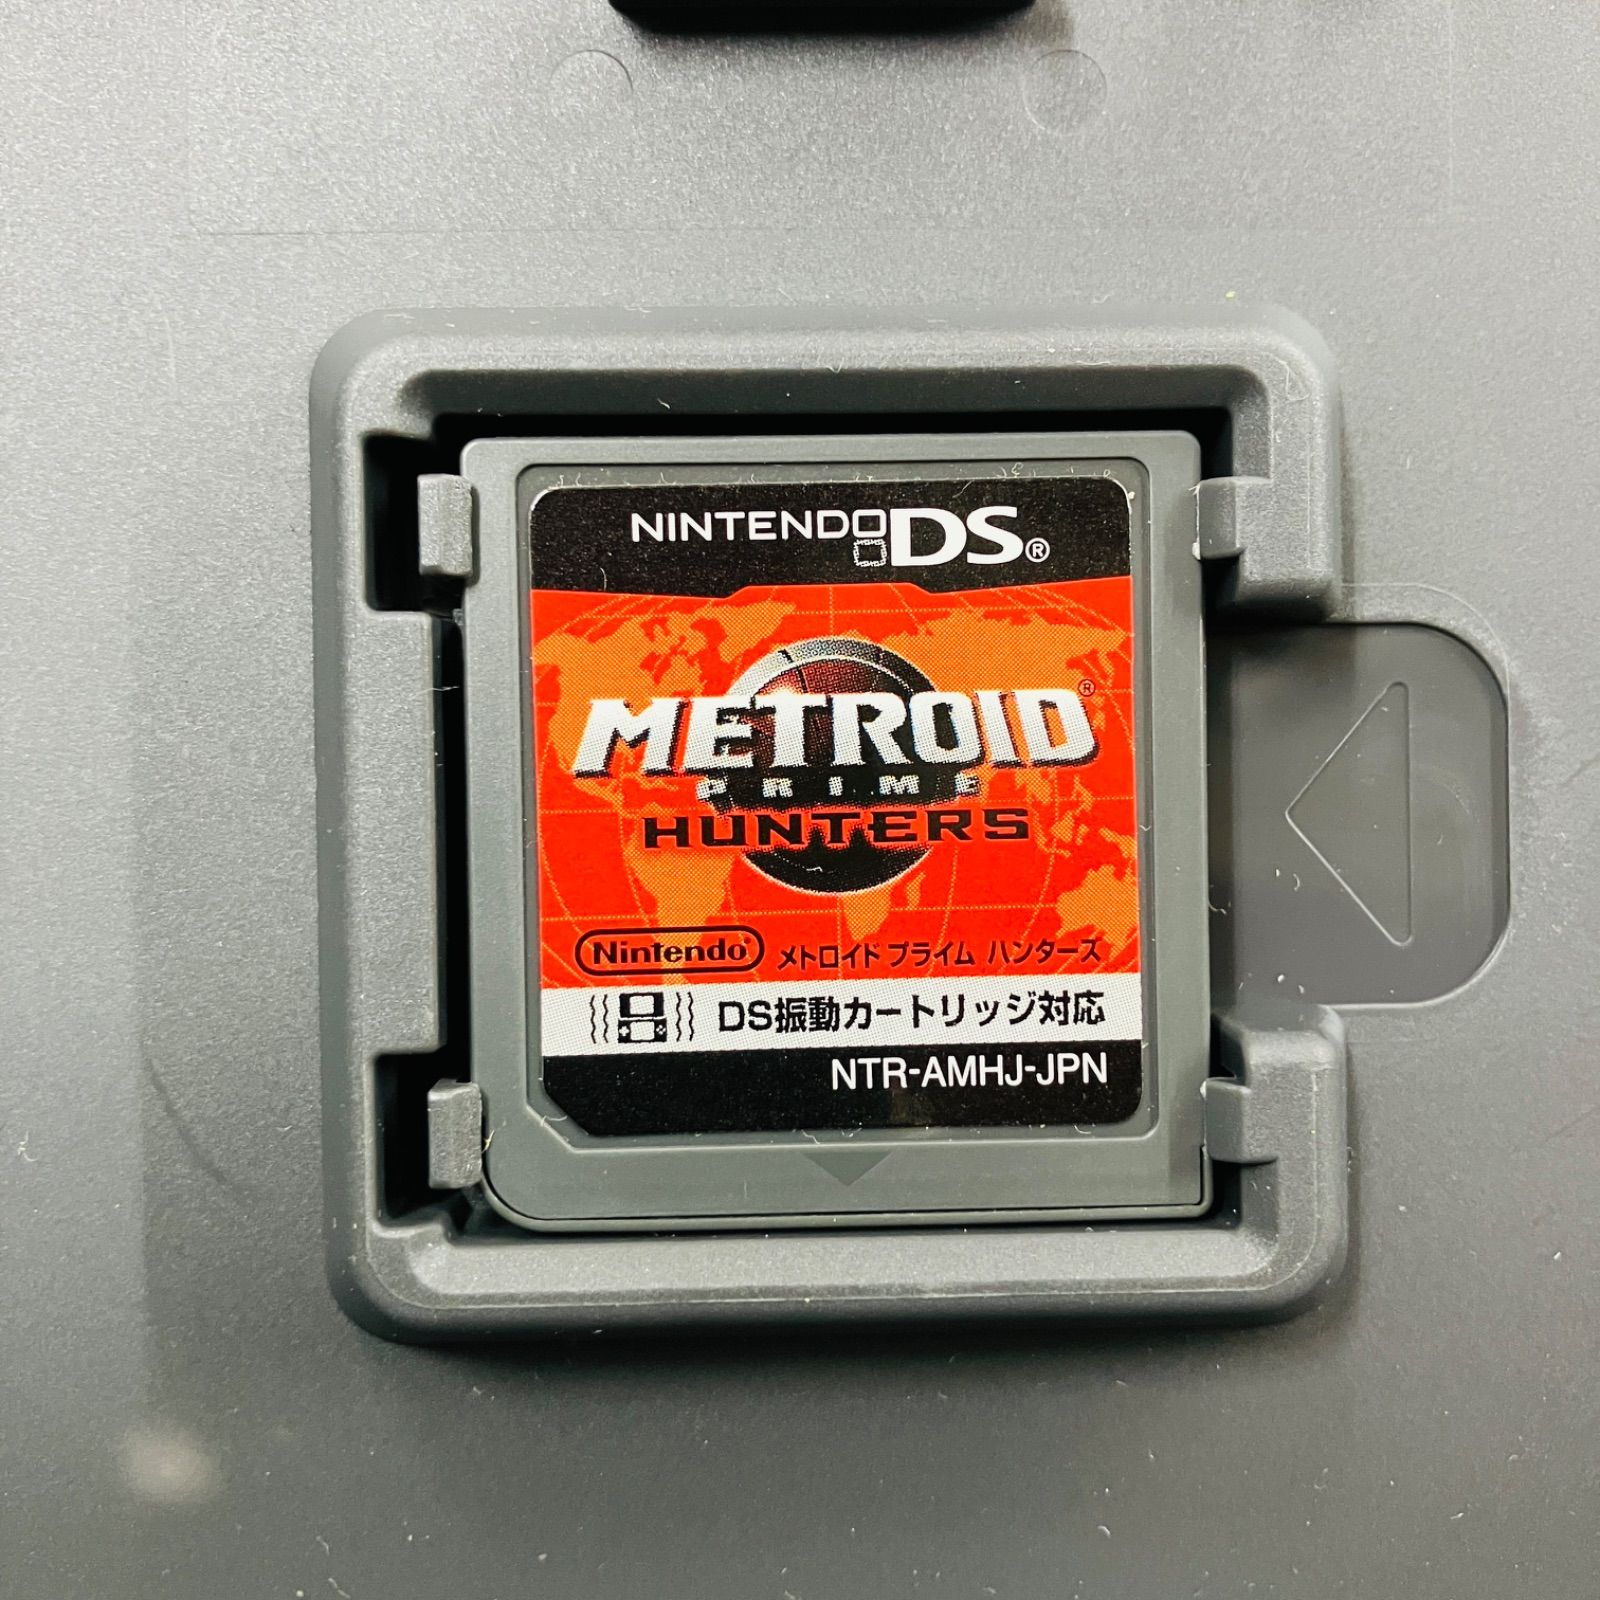 NINTENDO DS®
METROID®
PRIME
HUNTERS
Nintendo® メトロイド プライム ハンターズ
DS振動カートリッジ対応
NTR-AMHJ-JPN